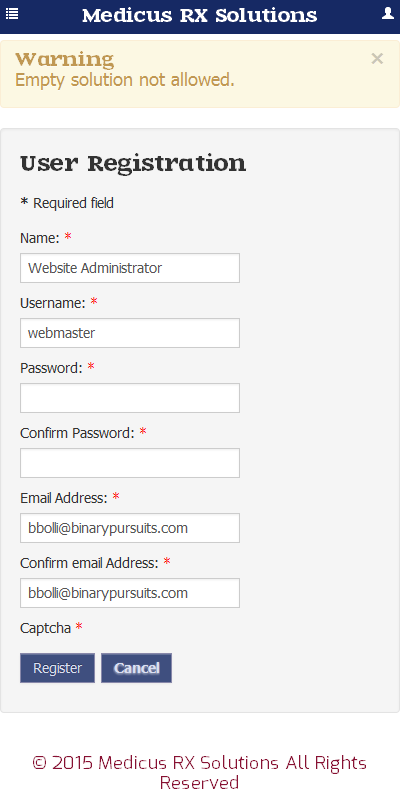 Medicus RX Solutions
Warning
×
Empty solution not allowed.
User Registration
* Required field
Name: *
Website Administrator
Username: *
webmaster
Password: *
Confirm Password: *
Email Address: *
bbolli@binarypursuits.com
Confirm email Address: *
bbolli@binarypursuits.com
Captcha *
Register Cancel
© 2015 Medicus RX Solutions All Rights
Reserved